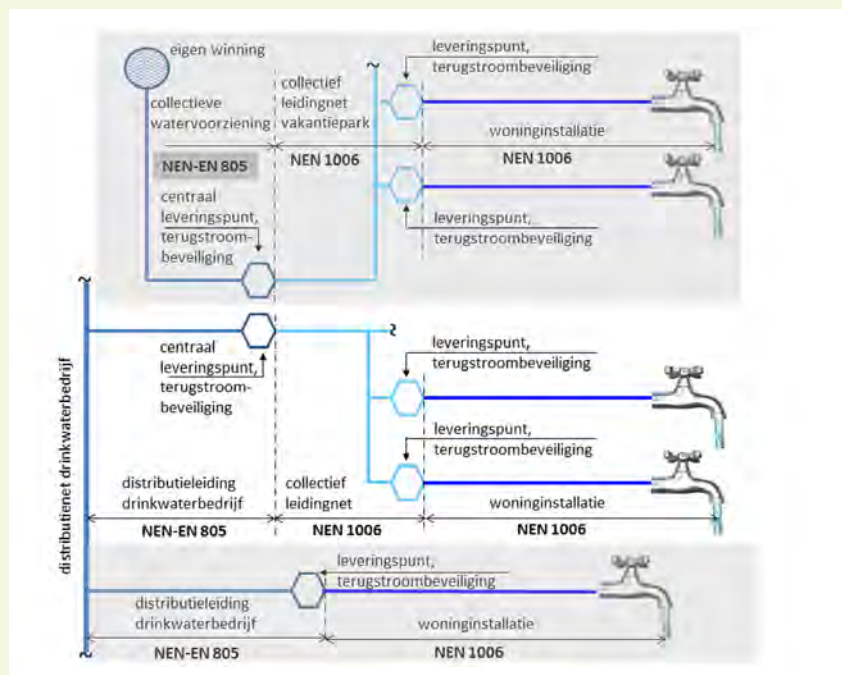 eigen winning
leveringspunt,
terugstroombeveiliging
collectieve
watervoorziening
collectief
leidingnet
vakantiepark
woninginstallatie
NEN-EN 805
NEN 1006
NEN 1006
centraal
leveringspunt,
terugstroom-
beveiliging
leveringspunt,
terugstroombeveiliging
distributienet drinkwaterbedrijf
centraal
leveringspunt,
terugstroom-
beveiliging
leveringspunt,
terugstroombeveiliging
leveringspunt,
terugstroombeveiliging
distributieleiding
drinkwaterbedrijf
collectief
leidingnet
woninginstallatie
NEN-EN 805
NEN 1006
NEN 1006
leveringspunt,
terugstroombeveiliging
distributieleiding
drinkwaterbedrijf
woninginstallatie
NEN-EN 805
NEN 1006